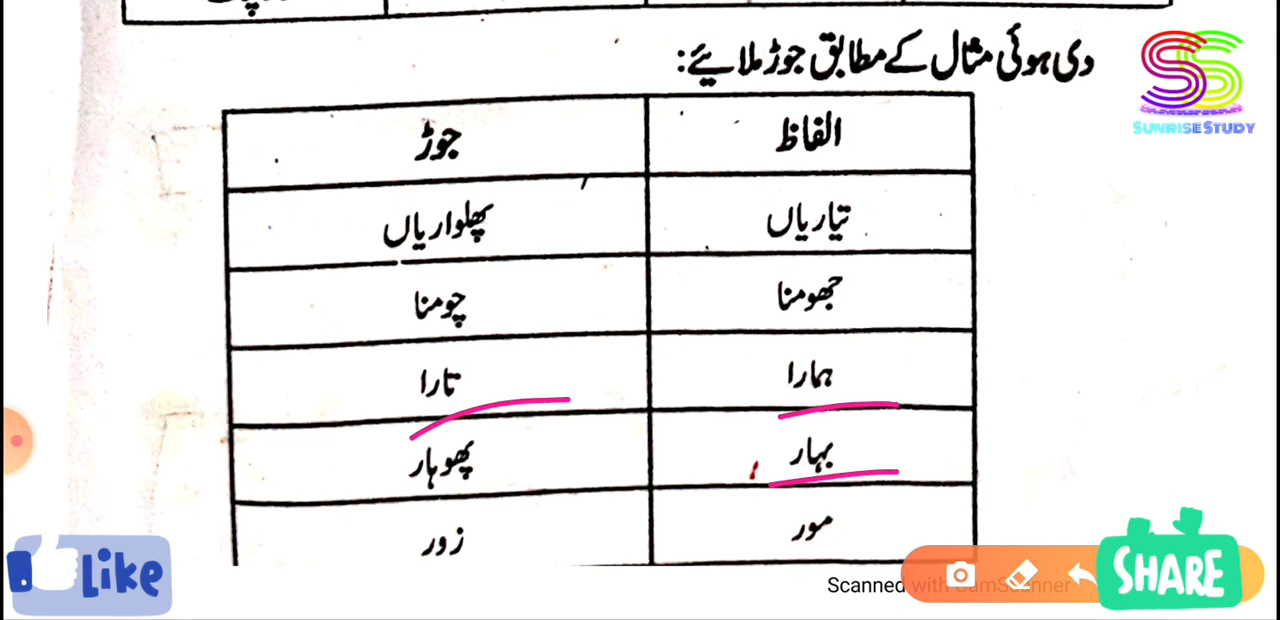 دی ہوئی مثال کے مطابق جوڑ ملائیے:
SS
SUNRISE STUDY
الفاظ جوڑ
تیاریاں پھلواریاں
جھومنا چومنا
ہمارا تارا
بہار پھوہار
مور زور
Like
Scanned with CamScanner
SHARE